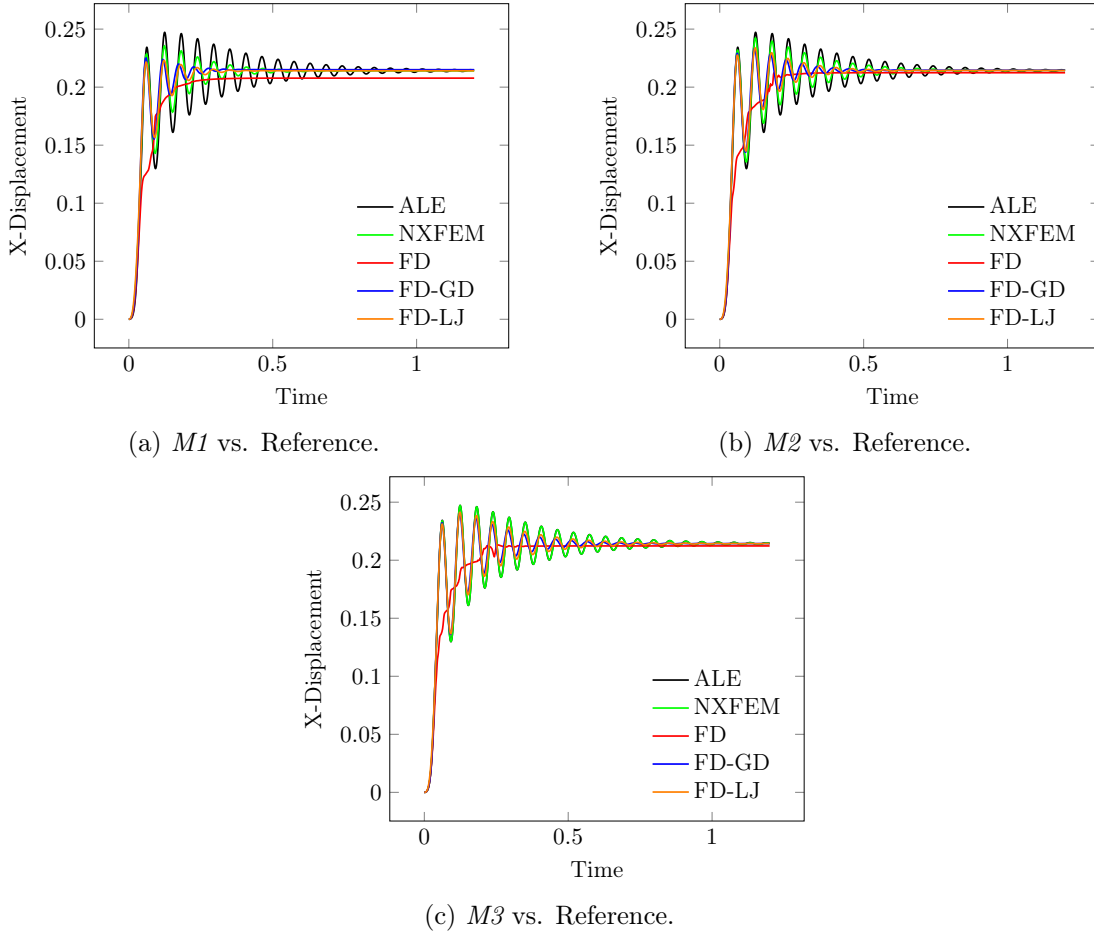 0.25
0.2
0.15
0.1
0.05
0
X-Displacement
ALE
NXFEM
FD
FD-GD
FD-LJ
0 0.5 1
Time
(a) M1 vs. Reference.
0.25
0.2
0.15
0.1
0.05
0
X-Displacement
ALE
NXFEM
FD
FD-GD
FD-LJ
0 0.5 1
Time
(b) M2 vs. Reference.
0.25
0.2
0.15
0.1
0.05
0
X-Displacement
ALE
NXFEM
FD
FD-GD
FD-LJ
0 0.5 1
Time
(c) M3 vs. Reference.